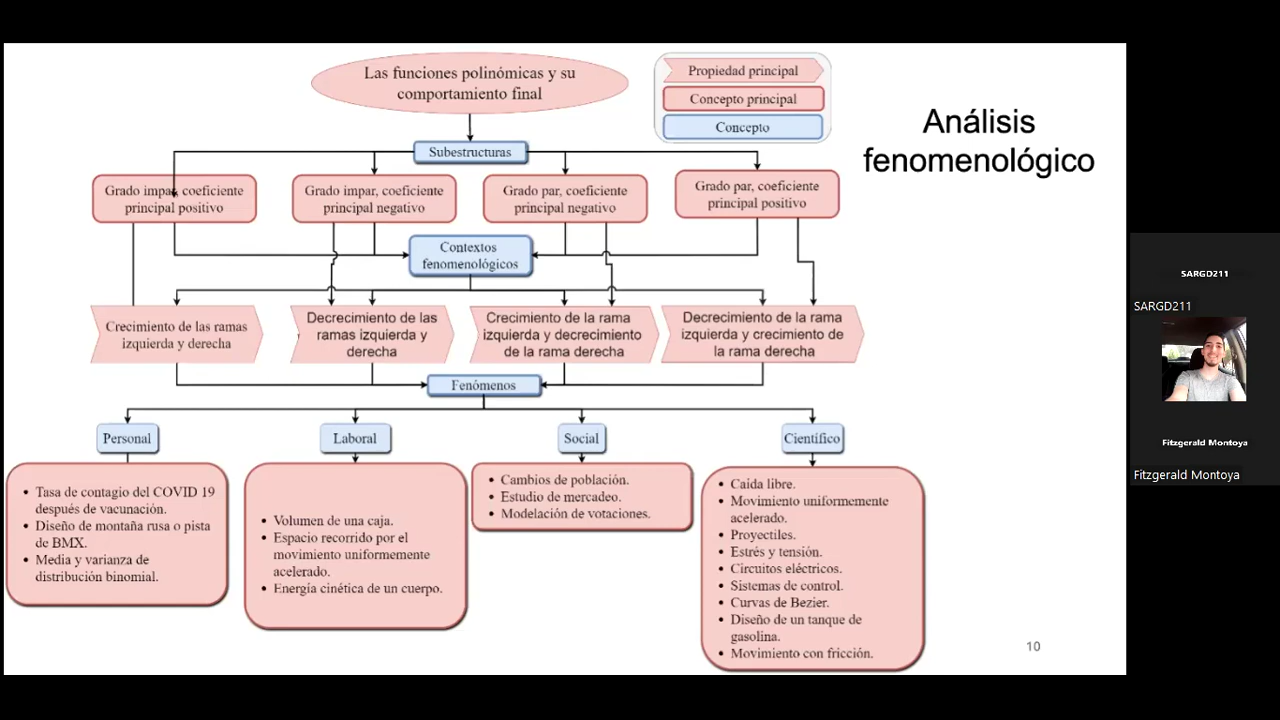 Las funciones polinómicas y su
comportamiento final
Propiedad principal
Concepto principal
Concepto
Análisis
fenomenológico
Subestructuras
Grado impar, coeficiente
principal positivo
Grado impar, coeficiente
principal negativo
Grado par, coeficiente
principal negativo
Grado par, coeficiente
principal positivo
Contextos
fenomenológicos
Crecimiento de las ramas
izquierda y derecha
Decrecimiento de las
ramas izquierda y
derecha
Crecimiento de la rama
izquierda y decrecimiento
de la rama derecha
Decrecimiento de la rama
izquierda y crecimiento de
la rama derecha
Fenómenos
Personal
Laboral
Social
Científico
• Tasa de contagio del COVID 19
después de vacunación.
• Diseño de montaña rusa o pista
de BMX.
• Media y varianza de
distribución binomial.
• Volumen de una caja.
• Espacio recorrido por el
movimiento uniformemente
acelerado.
• Energía cinética de un cuerpo.
• Cambios de población.
• Estudio de mercadeo.
• Modelación de votaciones.
• Caída libre.
• Movimiento uniformemente
acelerado.
• Proyectiles.
• Estrés y tensión.
• Circuitos eléctricos.
• Sistemas de control.
• Curvas de Bezier.
• Diseño de un tanque de
gasolina.
• Movimiento con fricción.
10
SARGD211
SARGD211
Fitzgerald Montoya
Fitzgerald Montoya